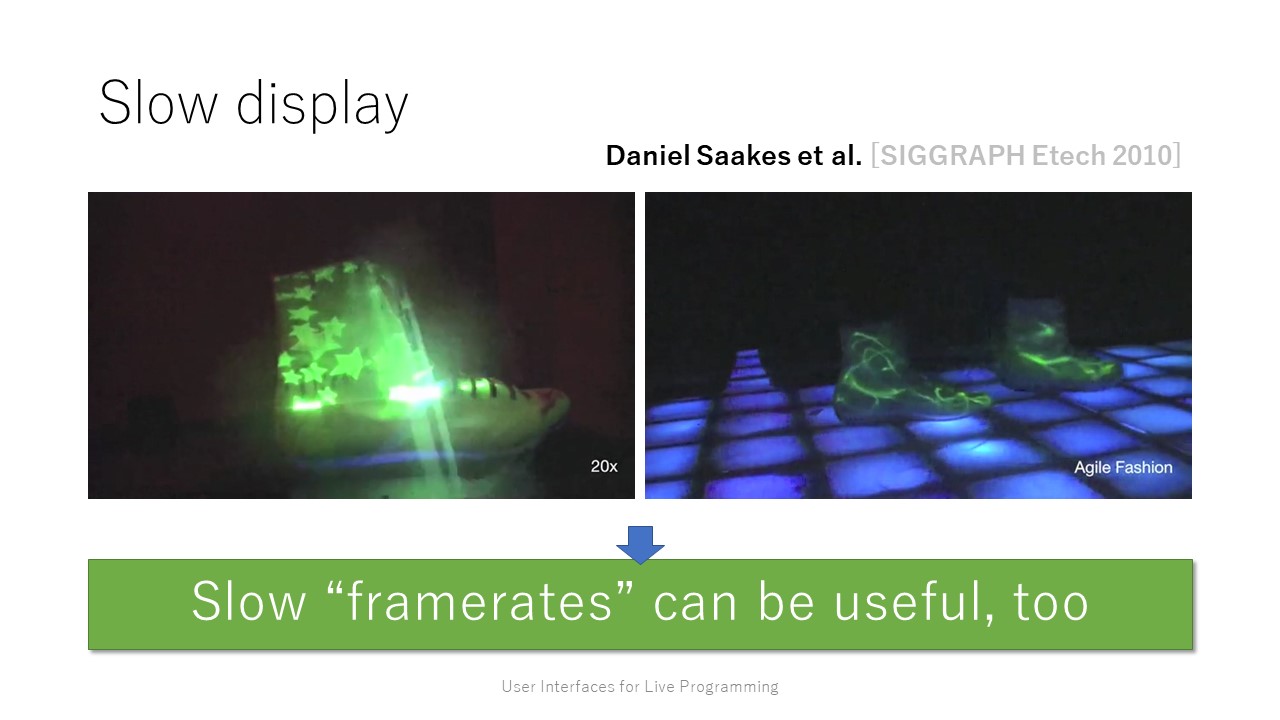 Slow display
Daniel Saakes et al. [SIGGRAPH Etech 2010]
20x
Agile Fashion
Slow “framerates” can be useful, too
User Interfaces for Live Programming